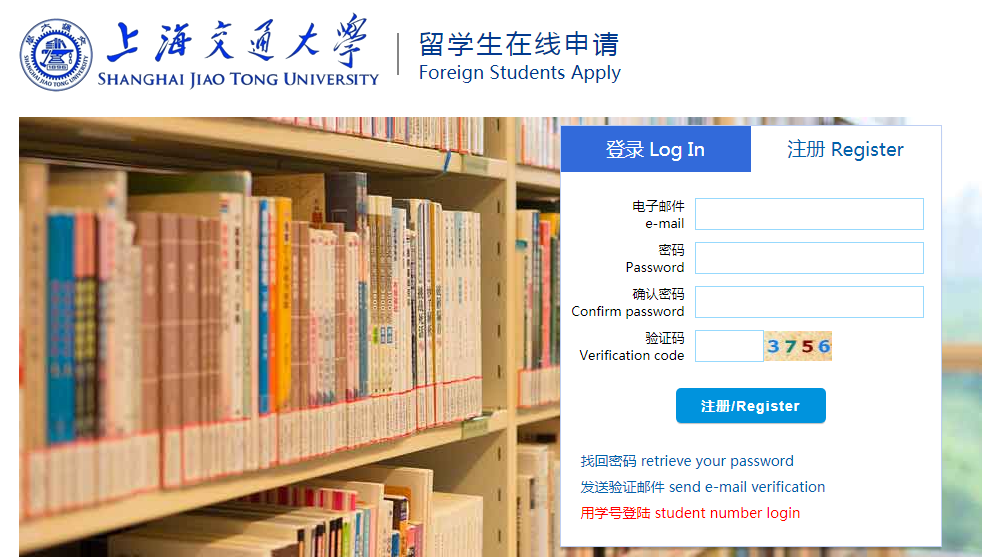 上海交通大学
SHANGHAI JIAO TONG UNIVERSITY
留学生在线申请
Foreign Students Apply
登录 Log In
注册 Register
电子邮件
e-mail
密码
Password
确认密码
Confirm password
验证码
Verification code
3756
注册/Register
找回密码 retrieve your password
发送验证邮件 send e-mail verification
用学号登陆 student number login